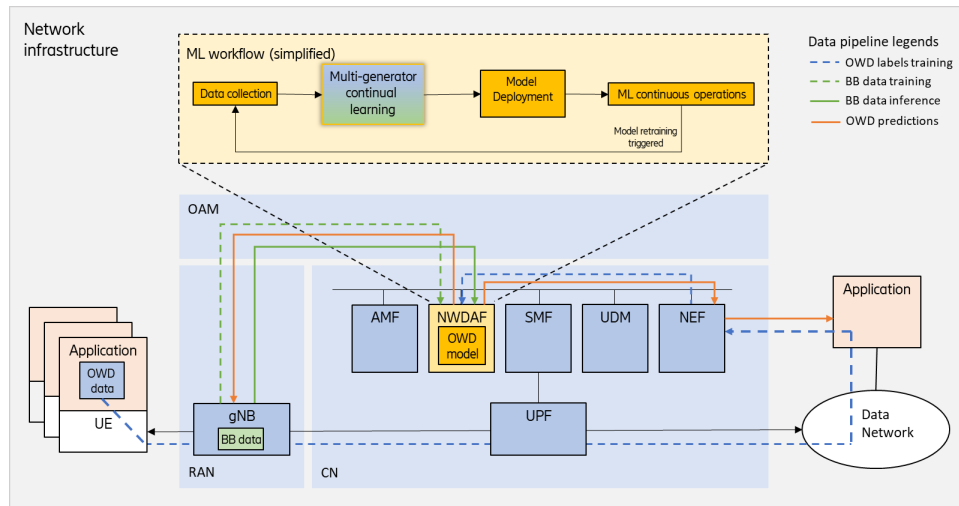 Network
infrastructure
ML workflow (simplified)
Data collection
Multi-generator
continual
learning
Model
Deployment
ML continuous operations
Model retraining
triggered
Data pipeline legends
OWD labels training
BB data training
BB data inference
OWD predictions
OAM
AMF
NWDAF
OWD
model
SMF
UDM
NEF
Application
Application
OWD
data
UE
gNB
BB data
RAN
UPF
CN
Data
Network